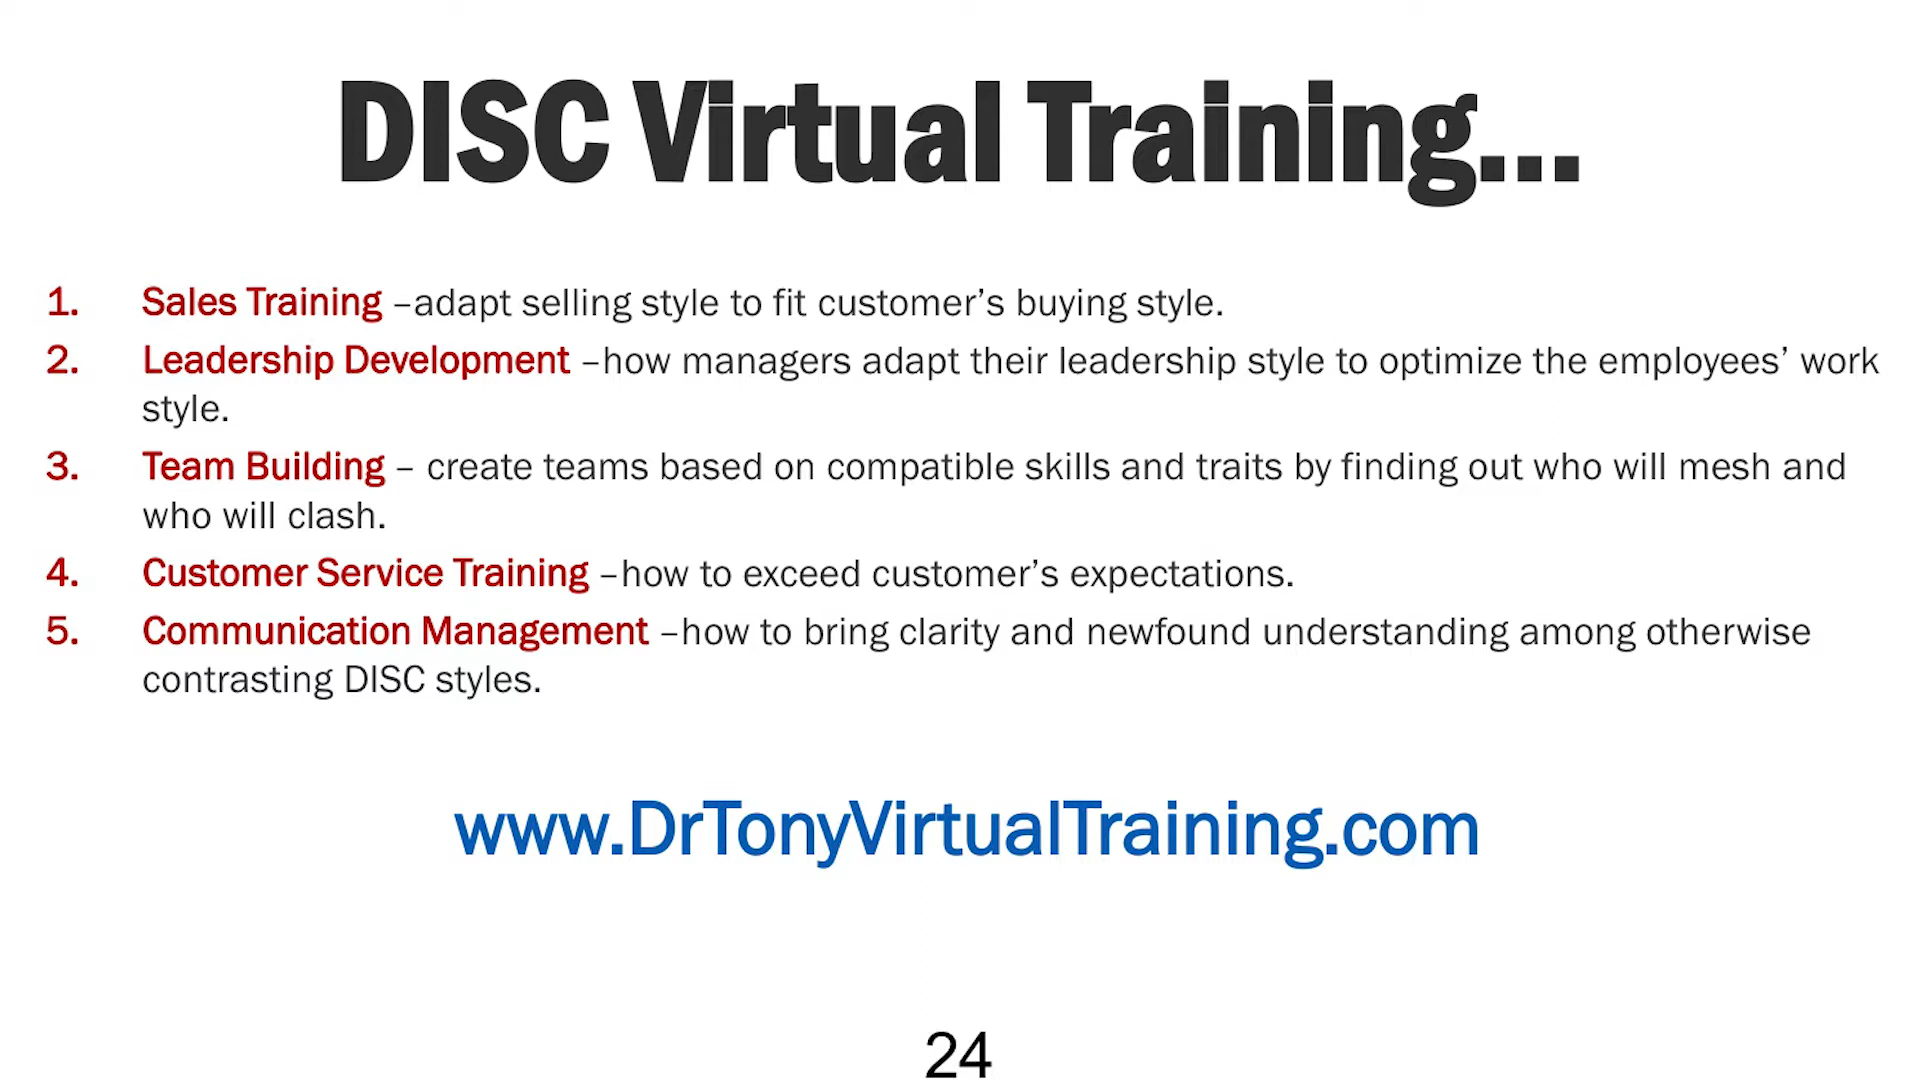 DISC Virtual Training...
1. Sales Training –adapt selling style to fit customer’s buying style.
2. Leadership Development –how managers adapt their leadership style to optimize the employees’ work
style.
3. Team Building – create teams based on compatible skills and traits by finding out who will mesh and
who will clash.
4. Customer Service Training –how to exceed customer’s expectations.
5. Communication Management –how to bring clarity and newfound understanding among otherwise
contrasting DISC styles.
www.DrTonyVirtualTraining.com
24